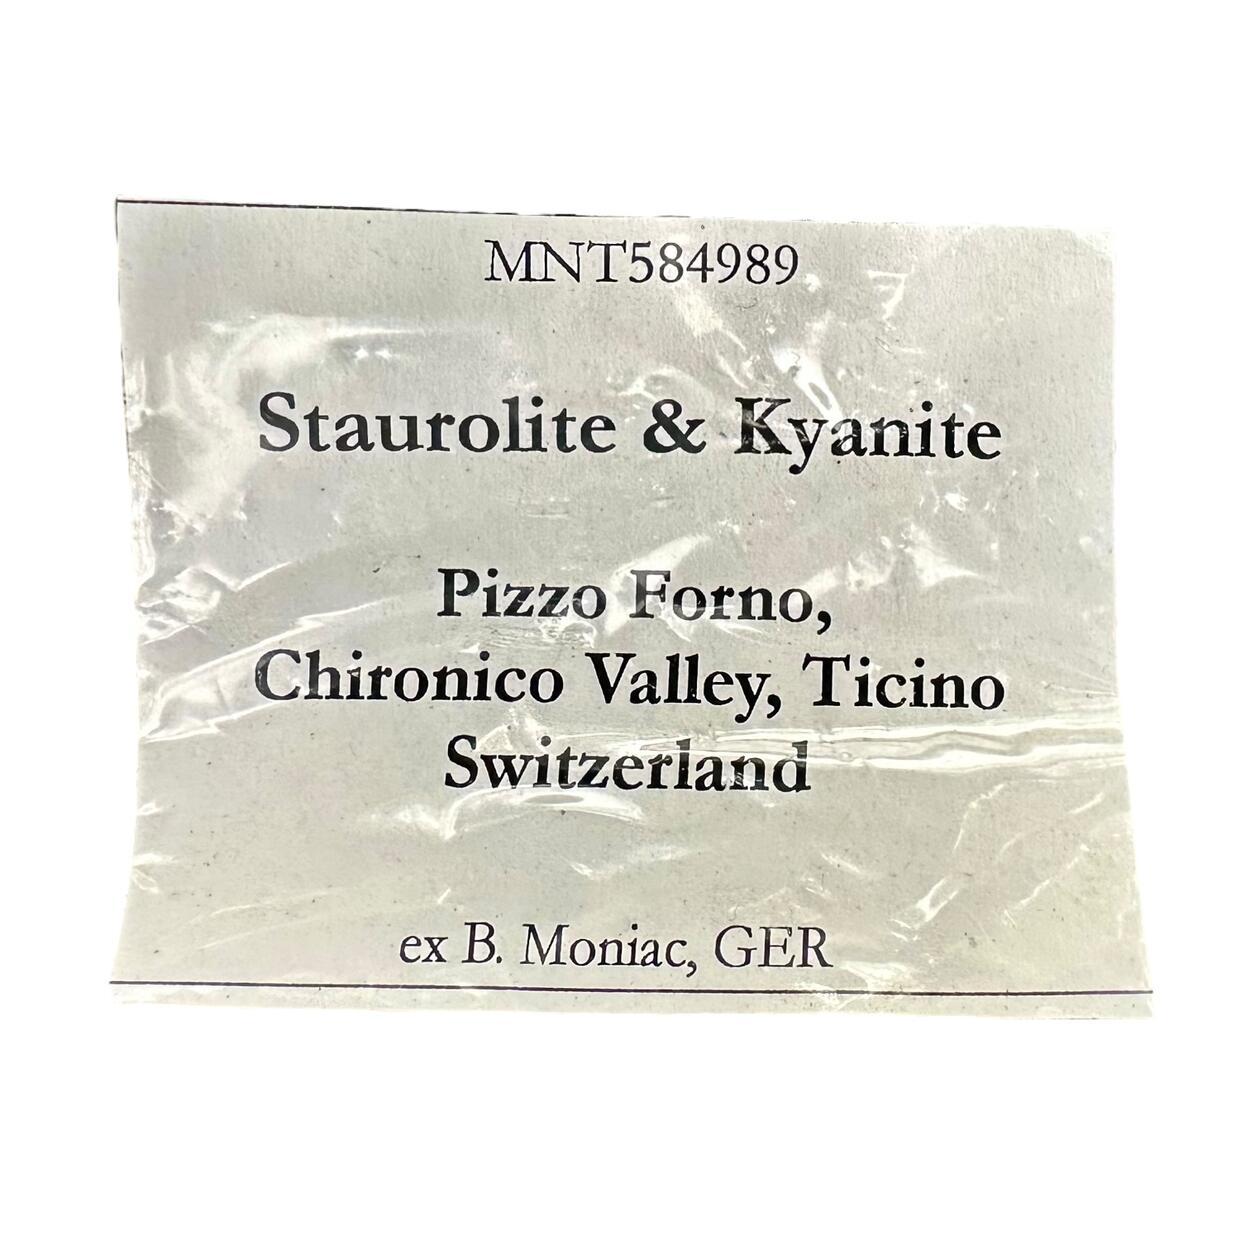 MNT584989
Staurolite & Kyanite
Pizzo Forno,
Chironico Valley, Ticino
Switzerland
ex B. Moniac, GER